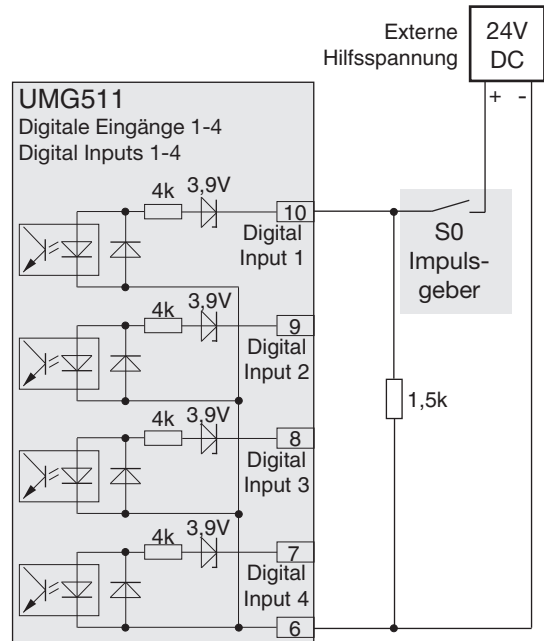 Externe
Hilfsspannung
24V
DC
+ -
UMG511
Digitale Eingänge 1-4
Digital Inputs 1-4
4k 3,9V
10
Digital
Input 1
S0
Impuls-
geber
4k 3,9V
9
Digital
Input 2
1,5k
4k 3,9V
8
Digital
Input 3
4k 3,9V
7
Digital
Input 4
6